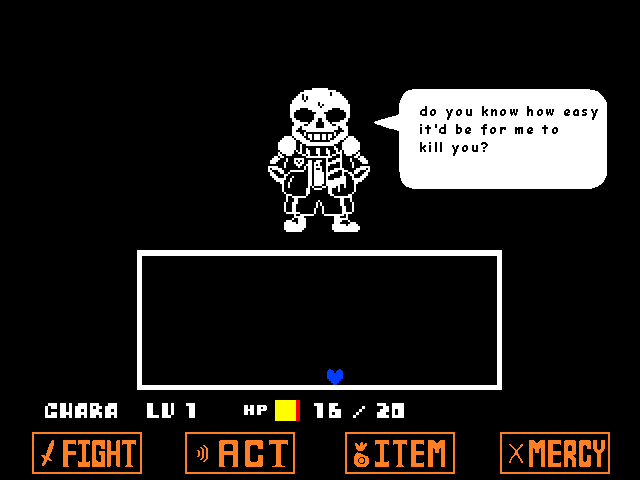 do you know how easy
it'd be for me to
kill you?
CHARA LV 1 HP 16 / 20
FIGHT ACT ITEM MERCY